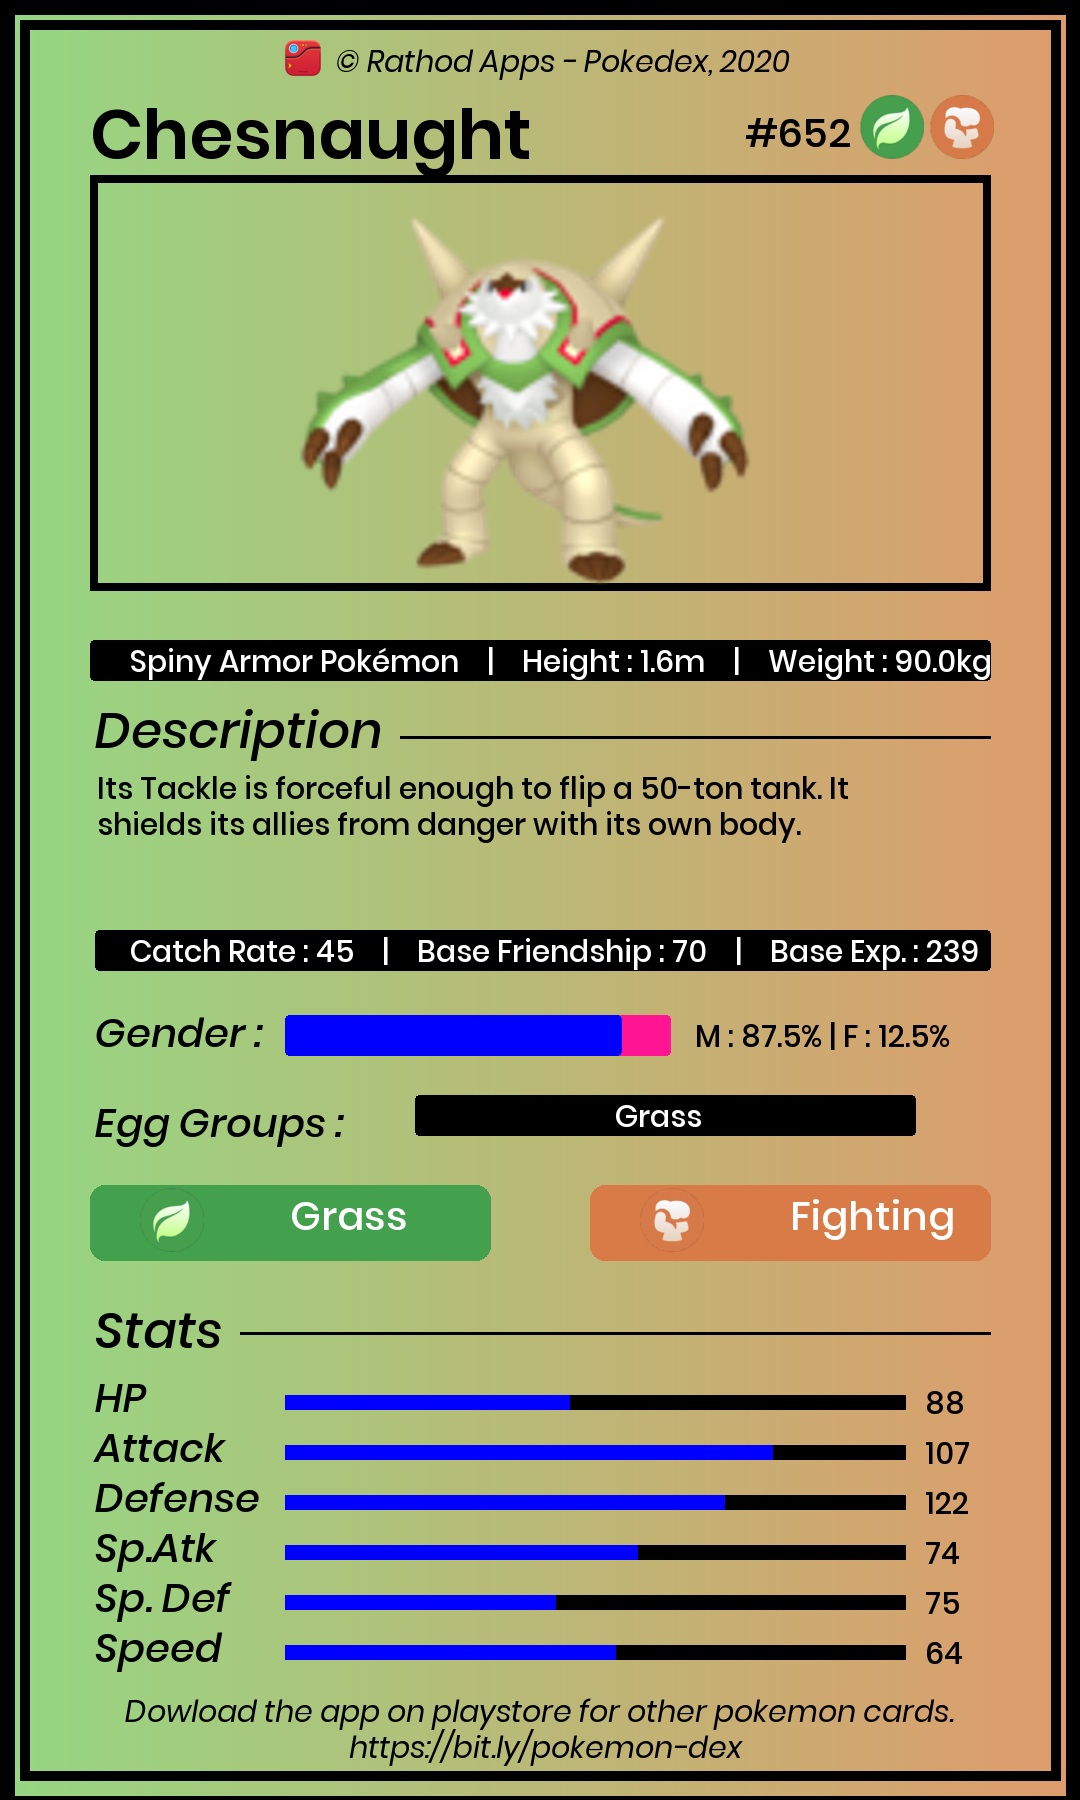 © Rathod Apps - Pokedex, 2020
Chesnaught #652
Spiny Armor Pokémon | Height : 1.6m | Weight : 90.0kg
Description
Its Tackle is forceful enough to flip a 50-ton tank. It
shields its allies from danger with its own body.
Catch Rate : 45 | Base Friendship : 70 | Base Exp. : 239
Gender : M : 87.5% | F : 12.5%
Egg Groups : Grass
Grass Fighting
Stats
HP 88
Attack 107
Defense 122
Sp.Atk 74
Sp. Def 75
Speed 64
Dowload the app on playstore for other pokemon cards.
https://bit.ly/pokemon-dex